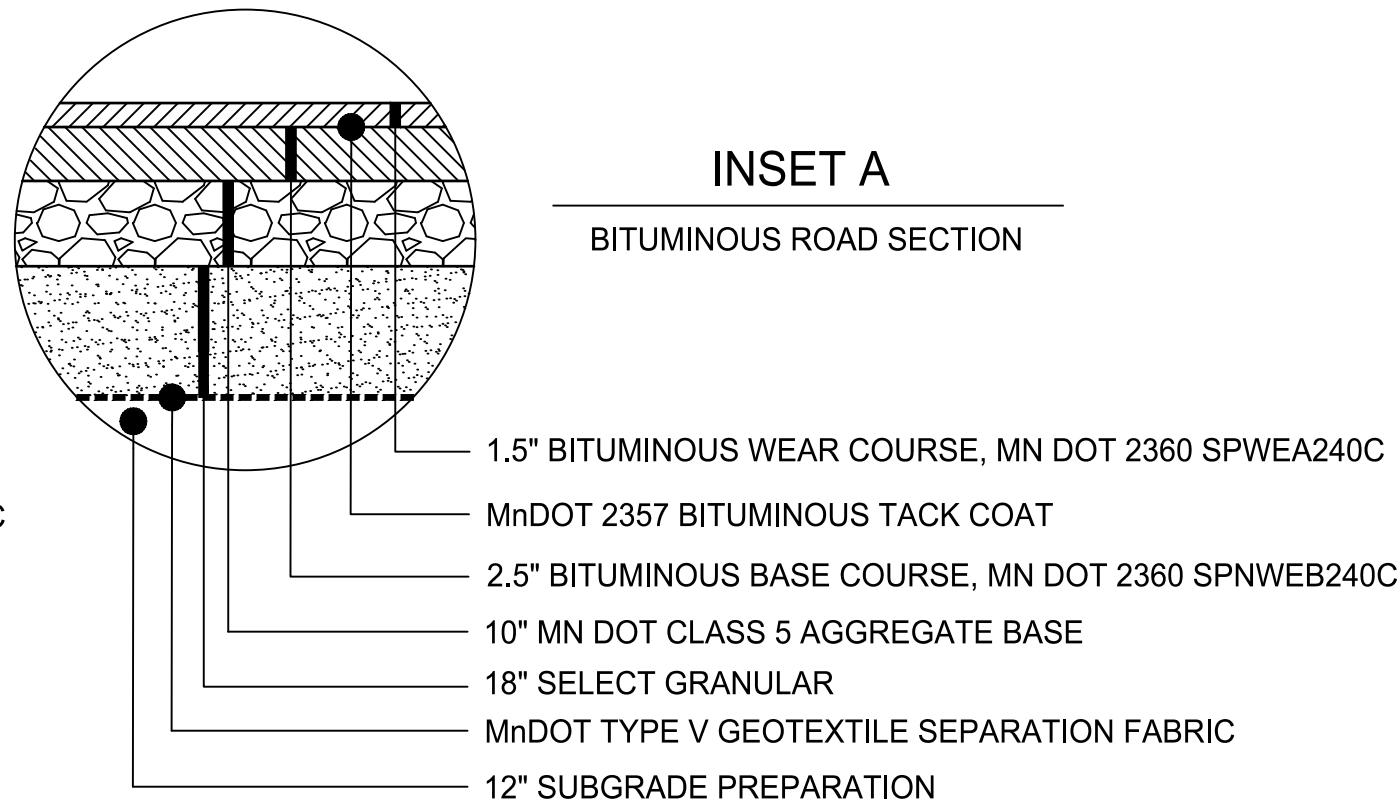 INSET A
BITUMINOUS ROAD SECTION
1.5" BITUMINOUS WEAR COURSE, MN DOT 2360 SPWEA240C
MnDOT 2357 BITUMINOUS TACK COAT
2.5" BITUMINOUS BASE COURSE, MN DOT 2360 SPNWEB240C
10" MN DOT CLASS 5 AGGREGATE BASE
18" SELECT GRANULAR
MnDOT TYPE V GEOTEXTILE SEPARATION FABRIC
12" SUBGRADE PREPARATION